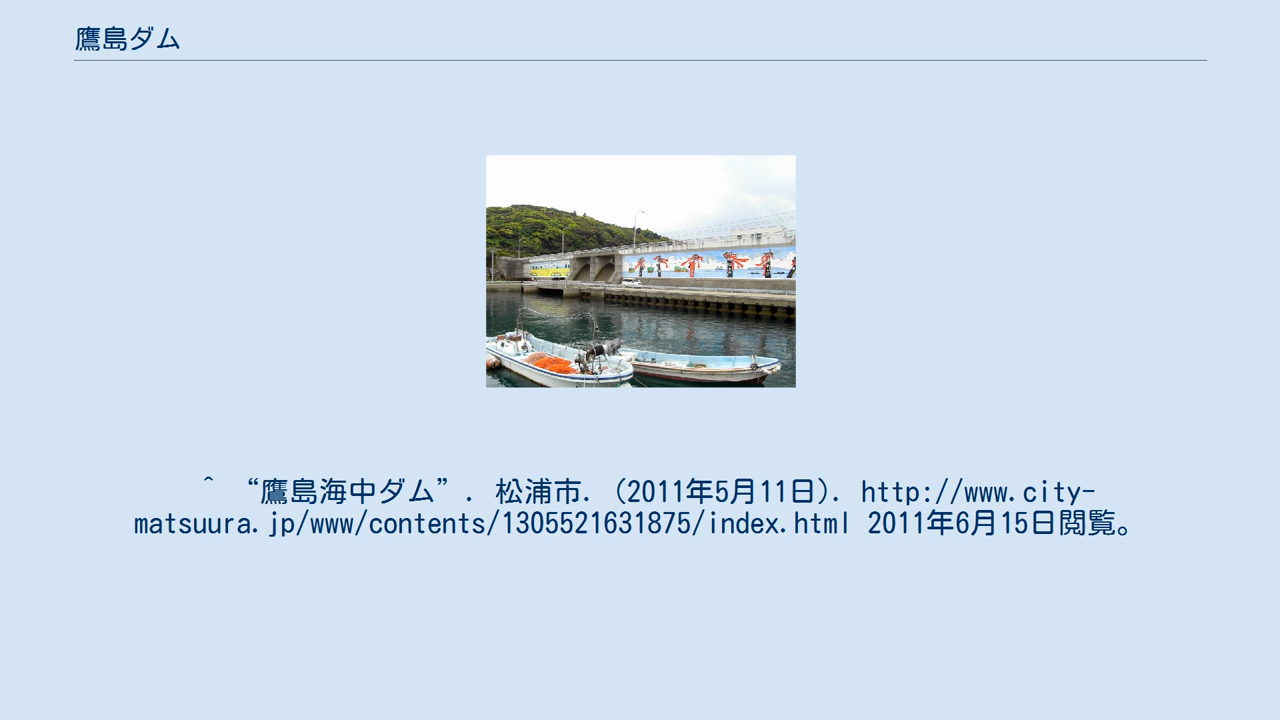 鷹島ダム
^ “鷹島海中ダム”. 松浦市. (2011年5月11日). http://www.city-
matsuura.jp/www/contents/1305521631875/index.html 2011年6月15日閲覧。